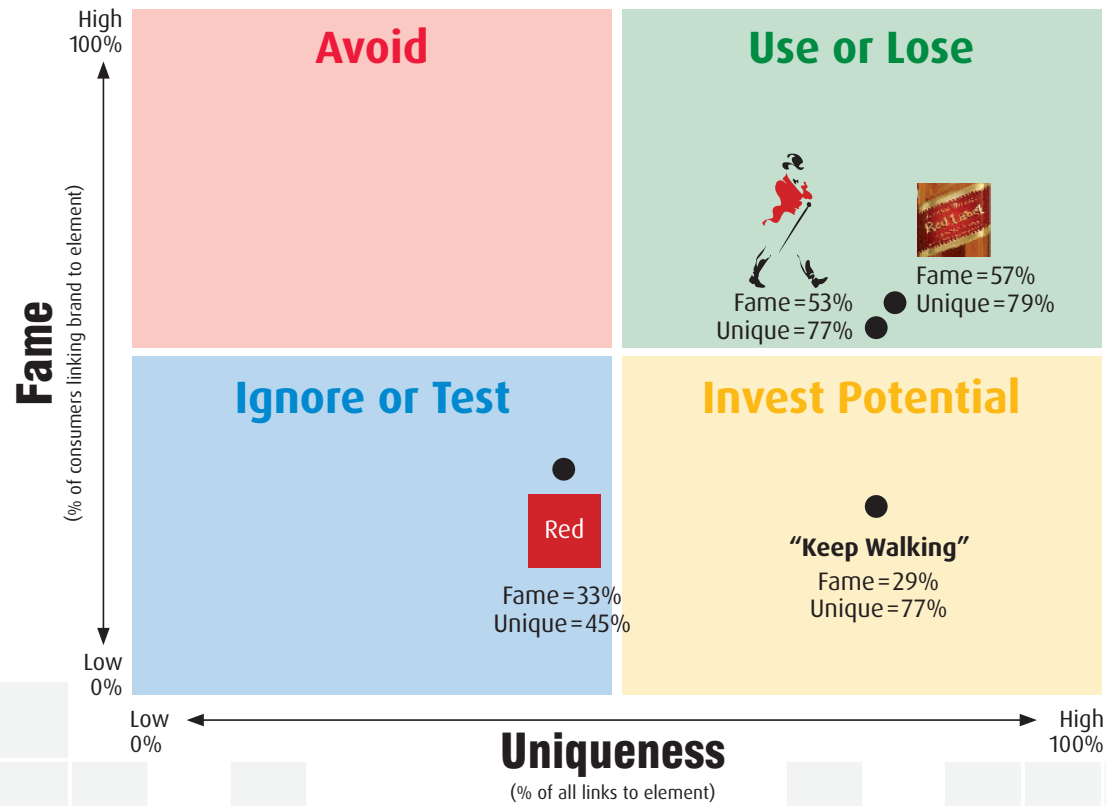 High
100%
Avoid
Use or Lose
Red Label
Fame=57%
Unique=79%
Fame=53%
Unique=77%
Fame
(% of consumers linking brand to element)
Ignore or Test
Invest Potential
Red
Fame=33%
Unique=45%
“Keep Walking”
Fame=29%
Unique=77%
Low
0%
Low
0%
High
100%
Uniqueness
(% of all links to element)